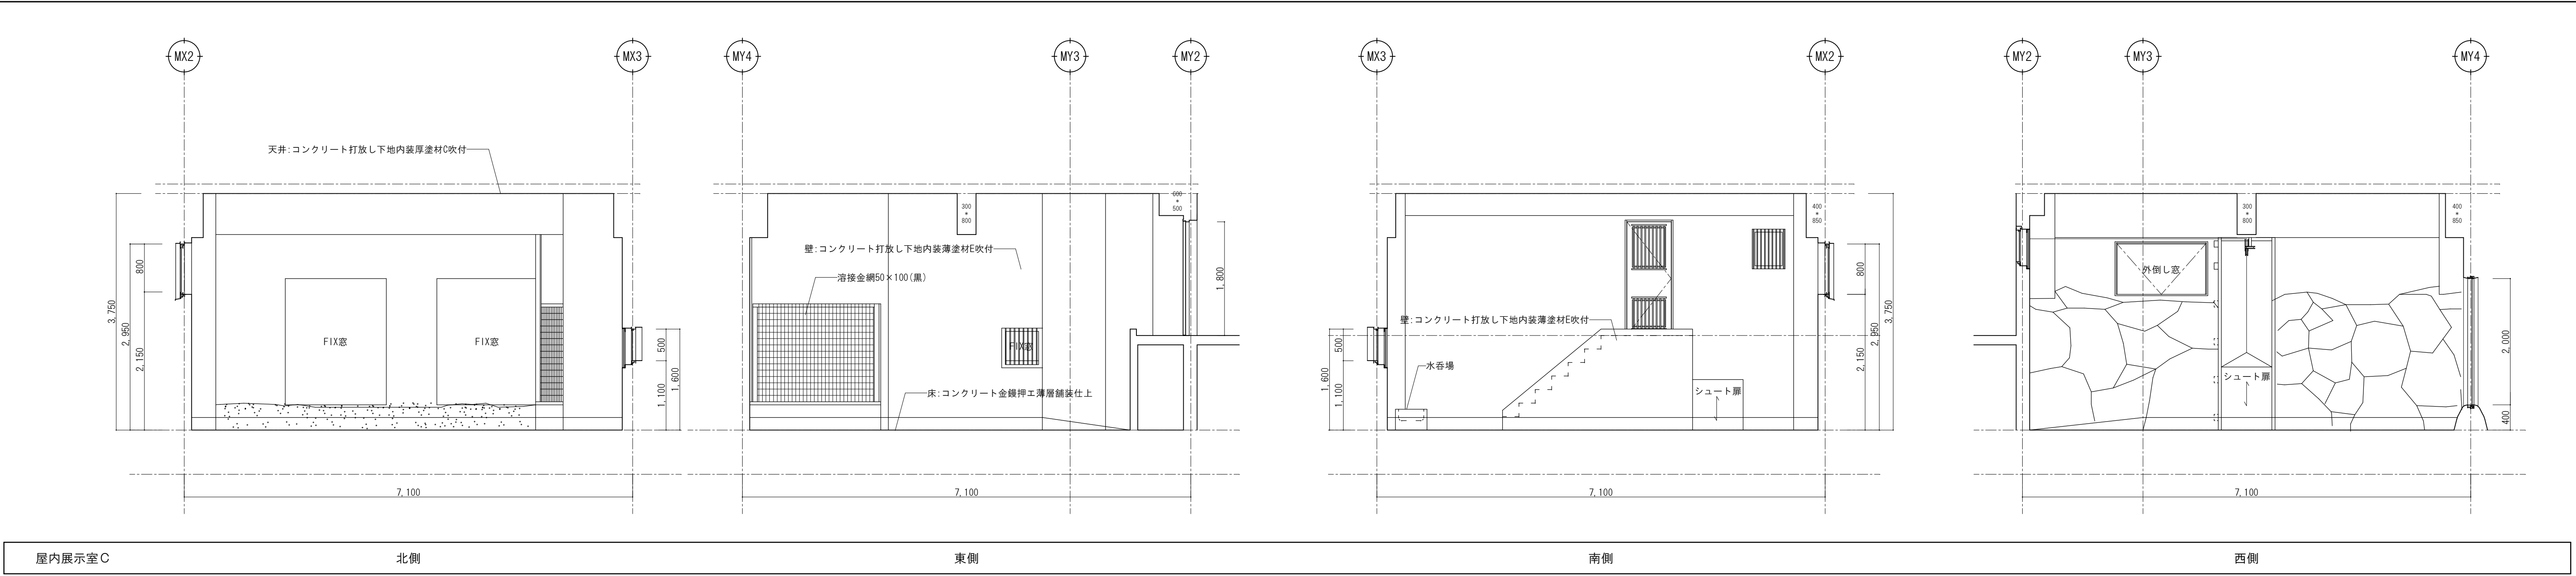 MX2
MX3
天井:コンクリート打放し下地内装厚塗材C吹付
3,750
2,950
800
2,150
FIX窓
FIX窓
500
1,100
1,600
7,100
MY4
MY3
MY2
300
*
800
600
*
500
壁:コンクリート打放し下地内装薄塗材E吹付
溶接金網50×100(黒)
FIX窓
床:コンクリート金鏝押エ薄層舗装仕上
1,800
7,100
MX3
MX2
400
*
850
壁:コンクリート打放し下地内装薄塗材E吹付
水呑場
シュート扉
1,600
500
1,100
800
2,150
2,950
3,750
7,100
MY2
MY3
MY4
300
*
800
400
*
850
外倒し窓
シュート扉
2,000
400
7,100
屋内展示室C
北側
東側
南側
西側